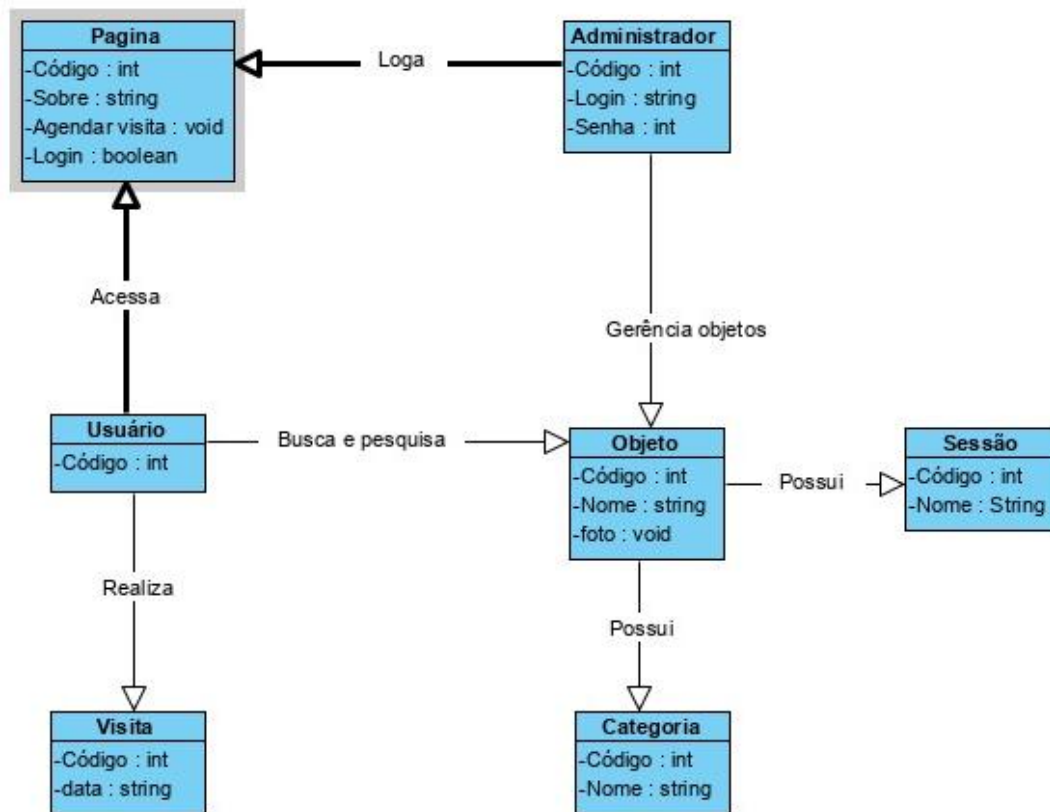 Pagina
-Código : int
-Sobre : string
-Agendar visita : void
-Login : boolean
Loga
Administrador
-Código : int
-Login : string
-Senha : int
Acessa
Gerência objetos
Usuário
-Código : int
Busca e pesquisa
Objeto
-Código : int
-Nome : string
-foto : void
Possui
Sessão
-Código : int
-Nome : String
Realiza
Possui
Visita
-Código : int
-data : string
Categoria
-Código : int
-Nome : string